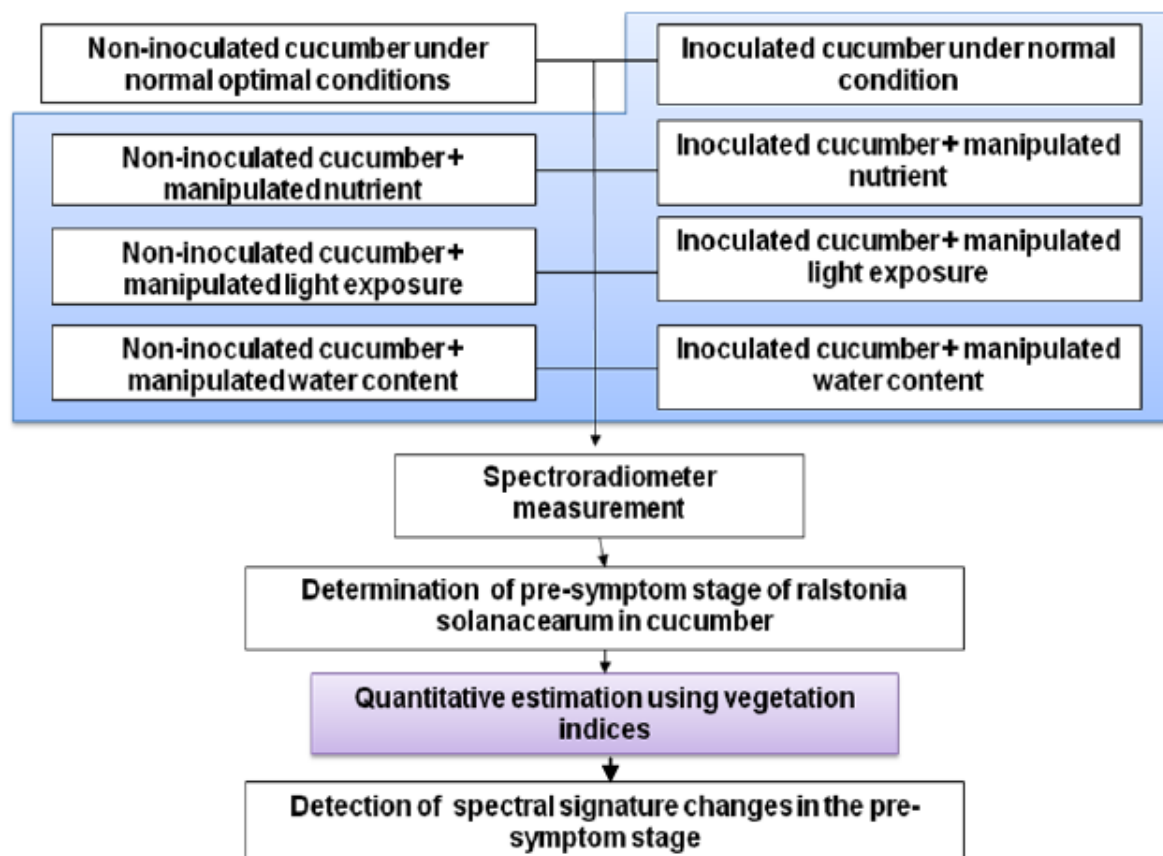 Non-inoculated cucumber under
normal optimal conditions
Inoculated cucumber under normal
condition
Non-inoculated cucumber+
manipulated nutrient
Inoculated cucumber+ manipulated
nutrient
Non-inoculated cucumber+
manipulated light exposure
Inoculated cucumber+ manipulated
light exposure
Non-inoculated cucumber+
manipulated water content
Inoculated cucumber+ manipulated
water content
Spectroradiometer
measurement
Determination of pre-symptom stage of ralstonia
solanacearum in cucumber
Quantitative estimation using vegetation
indices
Detection of spectral signature changes in the pre-
symptom stage